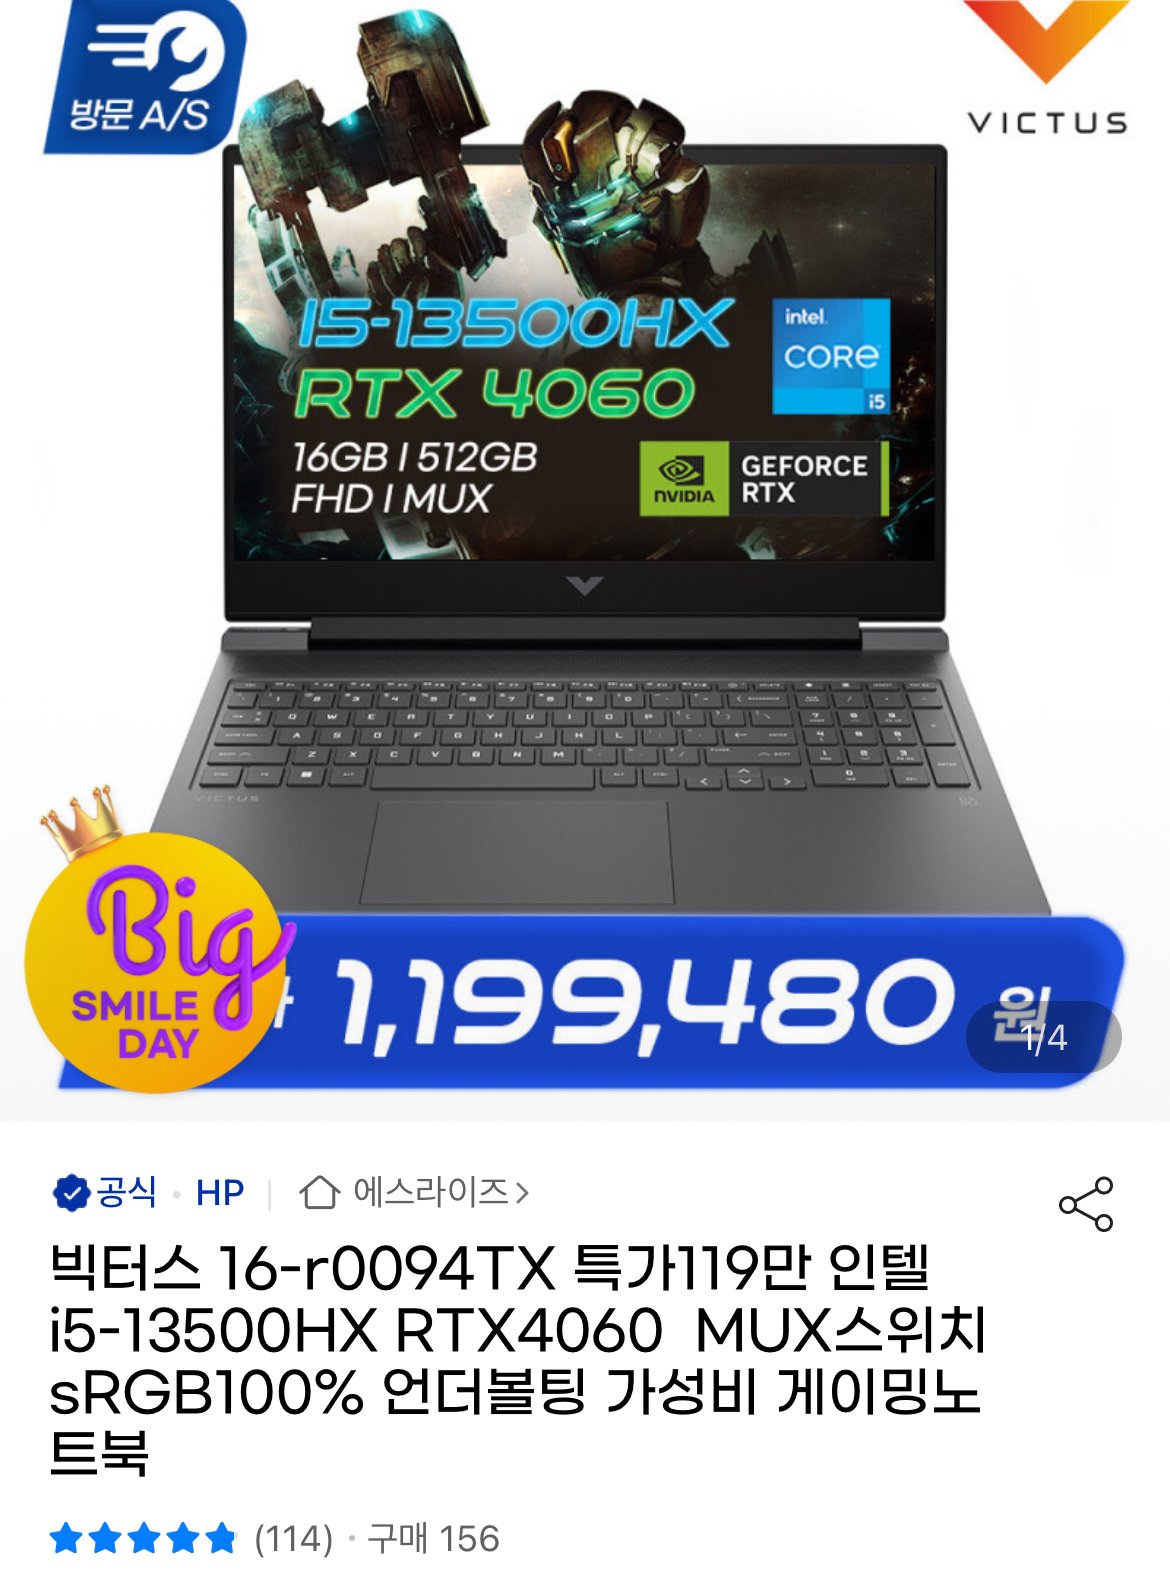 방문 A/S
VICTUS
I5-13500HX
RTX 4060
16GB I 512GB
FHD I MUX
intel.
CORE
i5
NVIDIA
GEFORCE
RTX
VICTUS
Big
SMILE
DAY
1,199,480 원
1/4
공식 · HP | 에스라이즈 >
빅터스 16-r0094TX 특가119만 인텔
i5-13500HX RTX4060 MUX스위치
sRGB100% 언더볼팅 가성비 게이밍노
트북
(114) · 구매 156